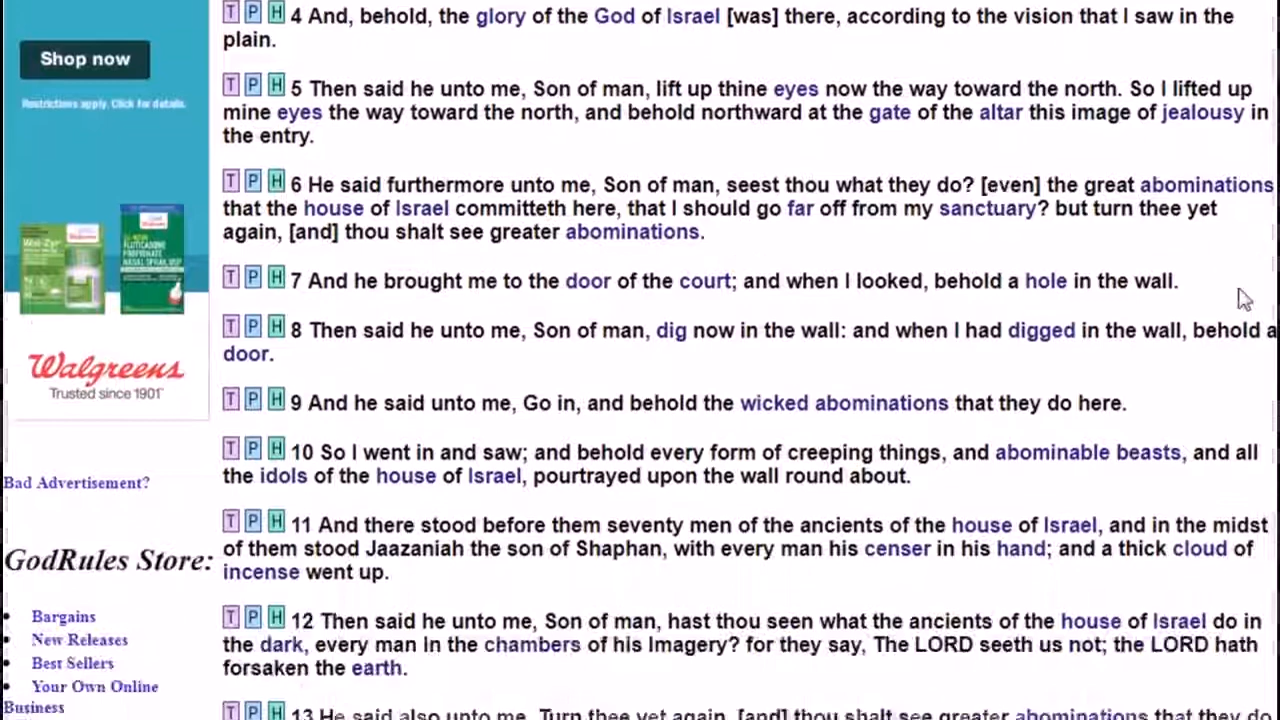 Shop now
Restrictions apply. Click for details.
Walgreens
Trusted since 1901
Bad Advertisement?
GodRules Store:
Bargains
New Releases
Best Sellers
Your Own Online
Business
T P H 4 And, behold, the glory of the God of Israel [was] there, according to the vision that I saw in the
plain.
T P H 5 Then said he unto me, Son of man, lift up thine eyes now the way toward the north. So I lifted up
mine eyes the way toward the north, and behold northward at the gate of the altar this image of jealousy in
the entry.
T P H 6 He said furthermore unto me, Son of man, seest thou what they do? [even] the great abominations
that the house of Israel committeth here, that I should go far off from my sanctuary? but turn thee yet
again, [and] thou shalt see greater abominations.
T P H 7 And he brought me to the door of the court; and when I looked, behold a hole in the wall.
T P H 8 Then said he unto me, Son of man, dig now in the wall: and when I had digged in the wall, behold a
door.
T P H 9 And he said unto me, Go in, and behold the wicked abominations that they do here.
T P H 10 So I went in and saw; and behold every form of creeping things, and abominable beasts, and all
the idols of the house of Israel, pourtrayed upon the wall round about.
T P H 11 And there stood before them seventy men of the ancients of the house of Israel, and in the midst
of them stood Jaazaniah the son of Shaphan, with every man his censer in his hand; and a thick cloud of
incense went up.
T P H 12 Then said he unto me, Son of man, hast thou seen what the ancients of the house of Israel do in
the dark, every man in the chambers of his Imagery? for they say, The LORD seeth us not; the LORD hath
forsaken the earth.
T P H 13 He said also unto me, Turn thee yet again, [and] thou shalt see greater abominations that they do